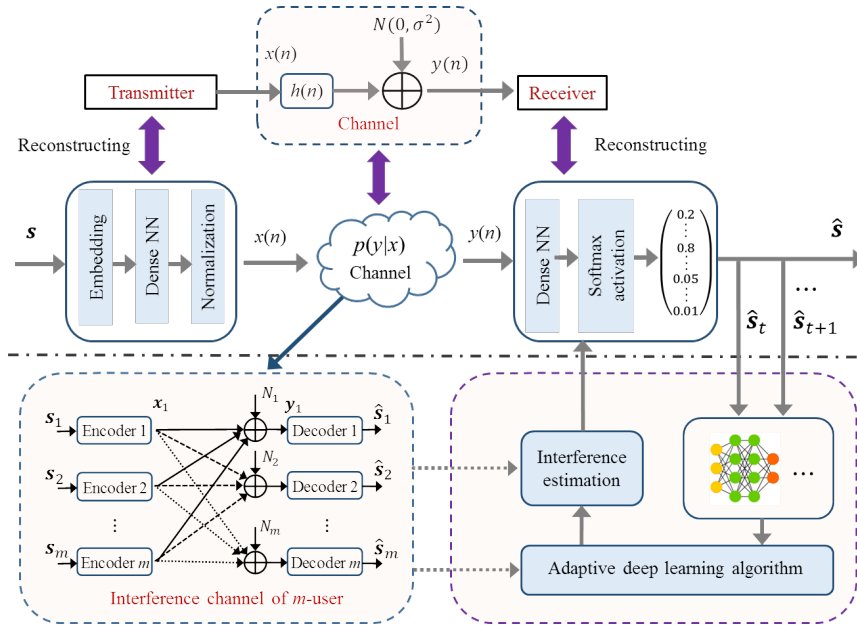 N(0, σ²)
x(n)
y(n)
Transmitter
h(n)
Receiver
Channel
Reconstructing
Reconstructing
s
Embedding
Dense NN
Normalization
x(n)
p(y|x)
Channel
y(n)
Dense NN
Softmax
activation
0.2
⋮
0.8
⋮
0.05
⋮
0.01
ŝ
ŝ_t
...
ŝ_{t+1}
s_1
x_1
N_1
y_1
ŝ_1
Encoder 1
Decoder 1
s_2
N_2
ŝ_2
Encoder 2
Decoder 2
⋮
⋮
s_m
N_m
ŝ_m
Encoder m
Decoder m
Interference channel of m-user
Interference
estimation
...
Adaptive deep learning algorithm